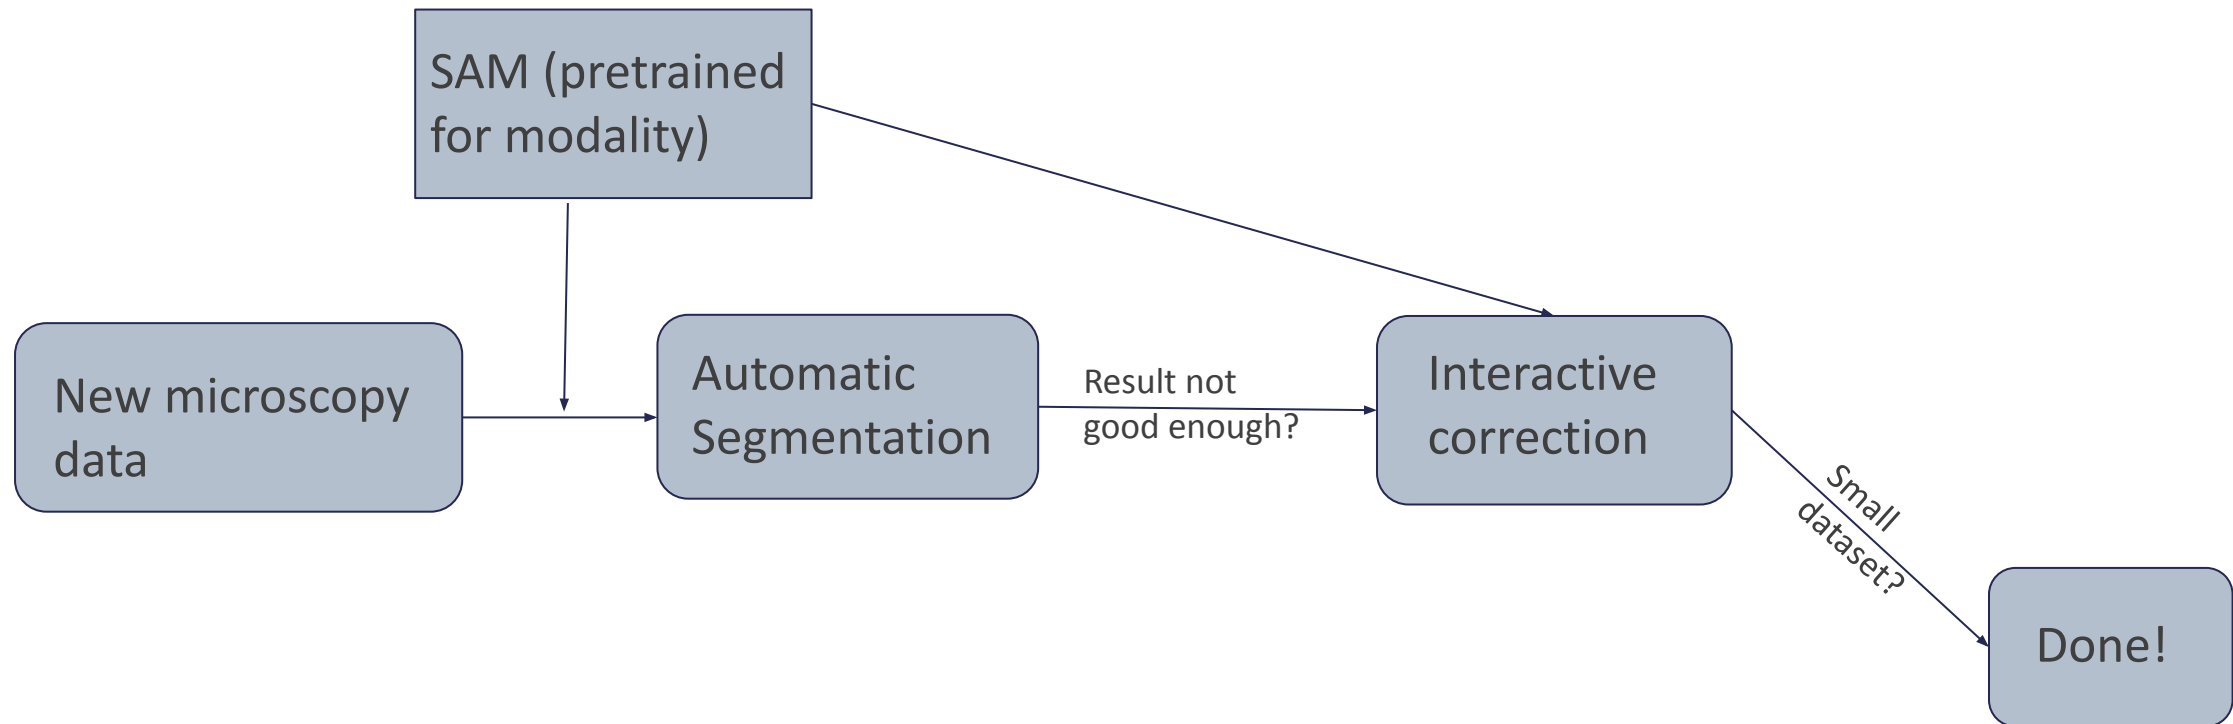 SAM (pretrained
for modality)
New microscopy
data
Automatic
Segmentation
Result not
good enough?
Interactive
correction
Small
dataset?
Done!